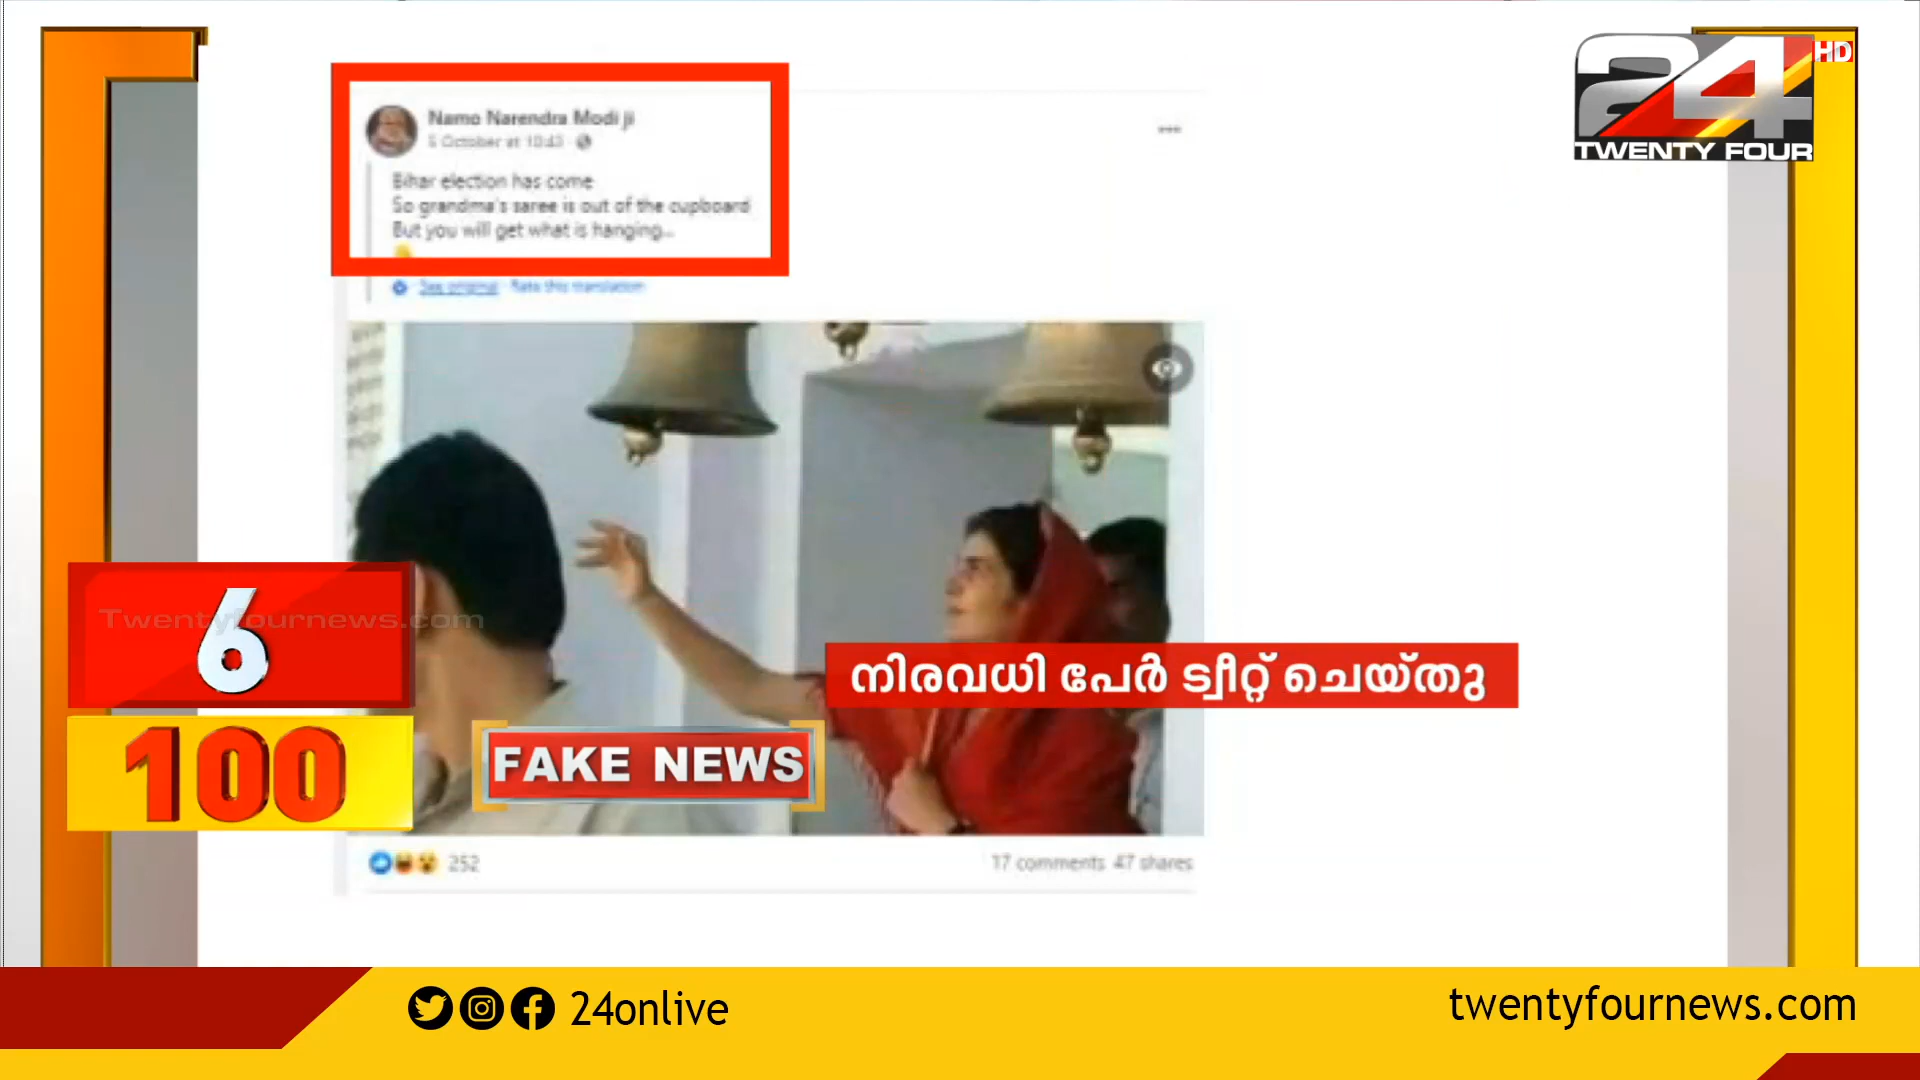 24
HD
TWENTY FOUR
Namo Narendra Modi ji
5 October at 10:43
Bihar election has come
So grandma's saree is out of the cupboard
But you will get what is hanging...
See original · Rate this translation
6
Twentyfournews.com
100
നിരവധി പേർ ട്വീറ്റ് ചെയ്തു
FAKE NEWS
252
17 comments 47 shares
24onlive
twentyfournews.com